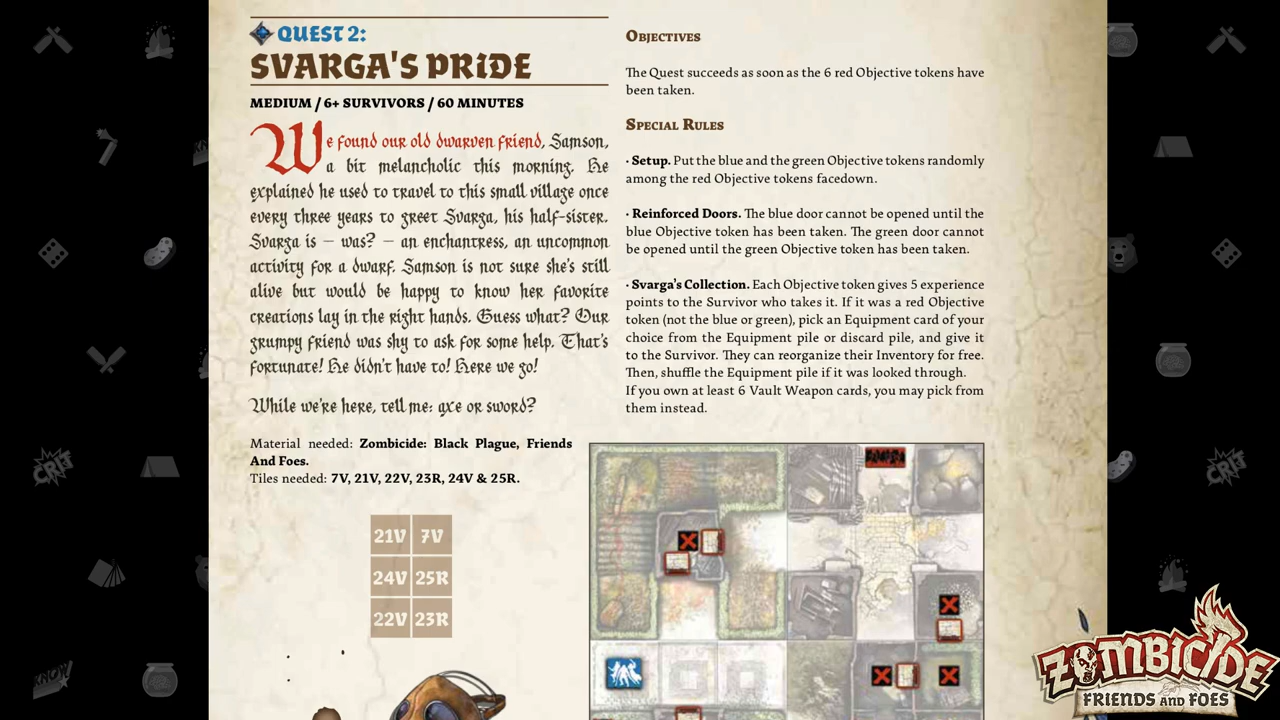 QUEST 2:
SVARGA'S PRIDE
MEDIUM / 6+ SURVIVORS / 60 MINUTES
We found our old dwarven friend, Samson,
a bit melancholic this morning. He
explained he used to travel to this small village once
every three years to greet Svarga, his half-sister.
Svarga is – was? – an enchantress, an uncommon
activity for a dwarf. Samson is not sure she's still
alive but would be happy to know her favorite
creations lay in the right hands. Guess what? Our
grumpy friend was shy to ask for some help. That's
fortunate! He didn't have to! Here we go!
While we're here, tell me: axe or sword?
Material needed: Zombicide: Black Plague, Friends
And Foes.
Tiles needed: 7V, 21V, 22V, 23R, 24V & 25R.
21V 7V
24V 25R
22V 23R
Objectives
The Quest succeeds as soon as the 6 red Objective tokens have
been taken.
Special Rules
· Setup. Put the blue and the green Objective tokens randomly
among the red Objective tokens facedown.
· Reinforced Doors. The blue door cannot be opened until the
blue Objective token has been taken. The green door cannot
be opened until the green Objective token has been taken.
· Svarga's Collection. Each Objective token gives 5 experience
points to the Survivor who takes it. If it was a red Objective
token (not the blue or green), pick an Equipment card of your
choice from the Equipment pile or discard pile, and give it
to the Survivor. They can reorganize their Inventory for free.
Then, shuffle the Equipment pile if it was looked through.
If you own at least 6 Vault Weapon cards, you may pick from
them instead.
CRIT
CRIT
KNOW
ZOMBICIDE
FRIENDS AND FOES